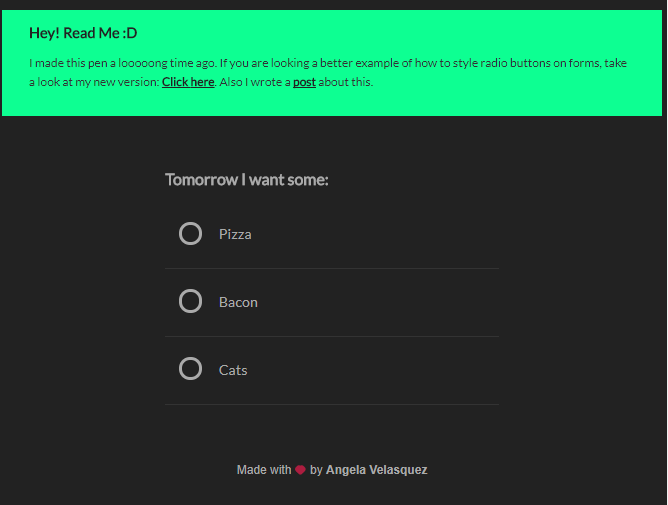 Hey! Read Me :D
I made this pen a looooong time ago. If you are looking a better example of how to style radio buttons on forms, take
a look at my new version: Click here. Also I wrote a post about this.
Tomorrow I want some:
Pizza
Bacon
Cats
Made with ❤ by Angela Velasquez